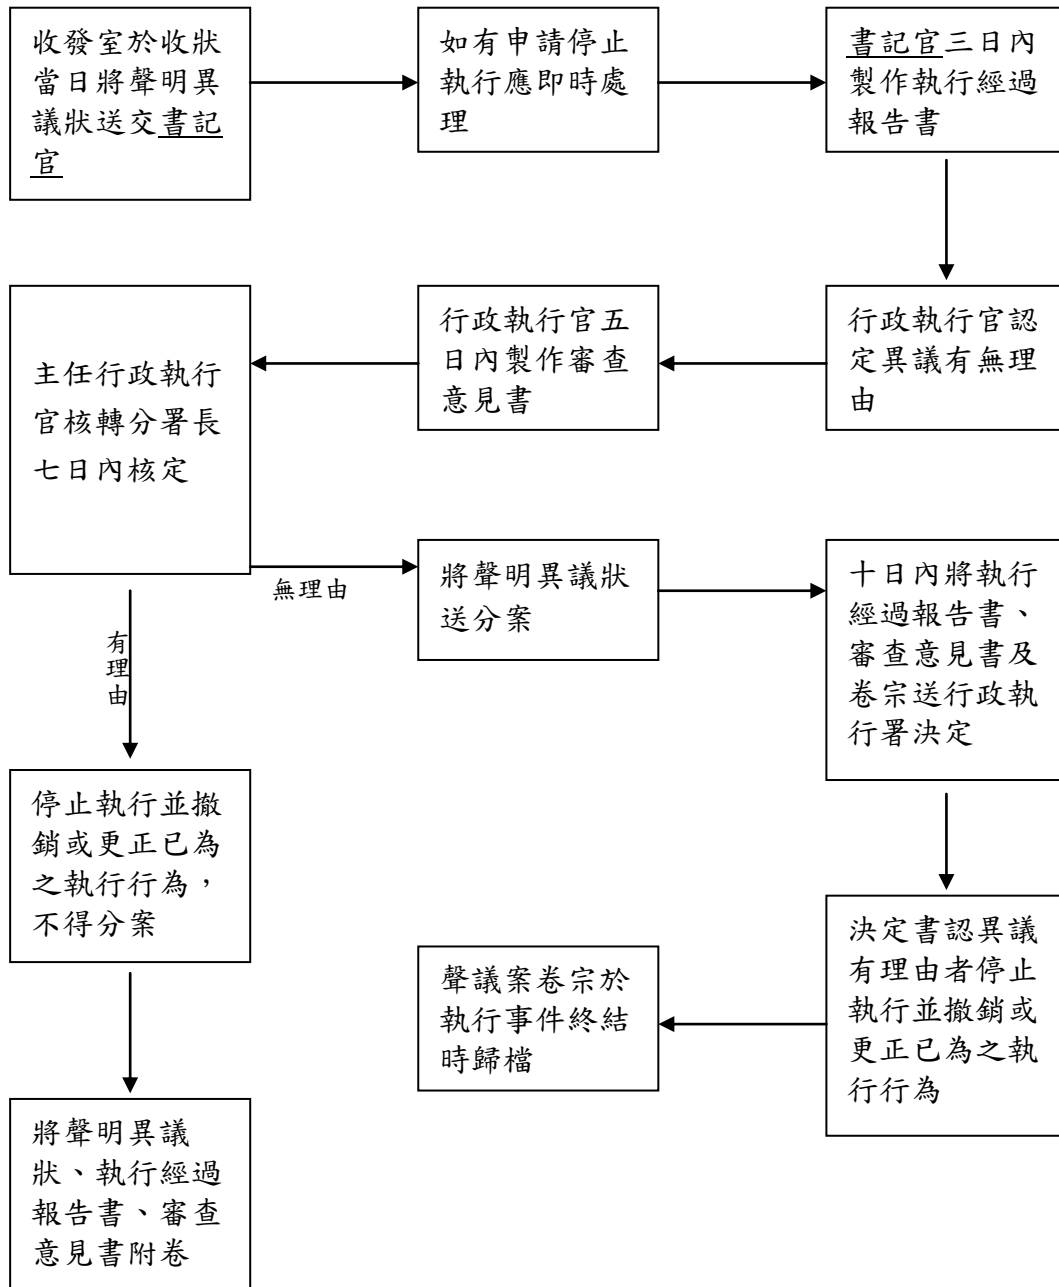 收發室於收狀
當日將聲明異
議狀送交書記
官
如有申請停止
執行應即時處
理
書記官三日內
製作執行經過
報告書
行政執行官認
定異議有無理
由
行政執行官五
日內製作審查
意見書
主任行政執行
官核轉分署長
七日內核定
無理由
將聲明異議狀
送分案
十日內將執行
經過報告書、
審查意見書及
卷宗送行政執
行署決定
有理由
停止執行並撤
銷或更正已為
之執行行為，
不得分案
決定書認異議
有理由者停止
執行並撤銷或
更正已為之執
行行為
聲議案卷宗於
執行事件終結
時歸檔
將聲明異議
狀、執行經過
報告書、審查
意見書附卷